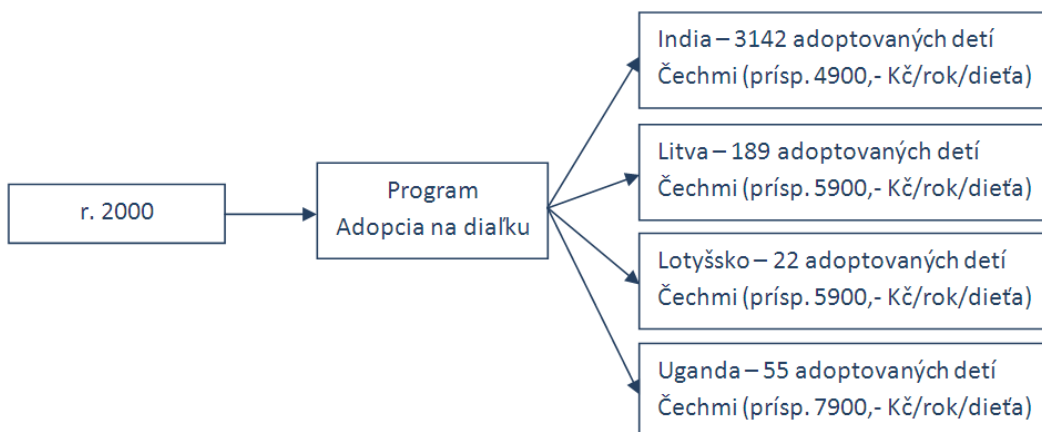 r. 2000
Program
Adopcia na diaľku
India – 3142 adoptovaných detí
Čechmi (prísp. 4900,- Kč/rok/dieťa)
Litva – 189 adoptovaných detí
Čechmi (prísp. 5900,- Kč/rok/dieťa)
Lotyšsko – 22 adoptovaných detí
Čechmi (prísp. 5900,- Kč/rok/dieťa)
Uganda – 55 adoptovaných detí
Čechmi (prísp. 7900,- Kč/rok/dieťa)